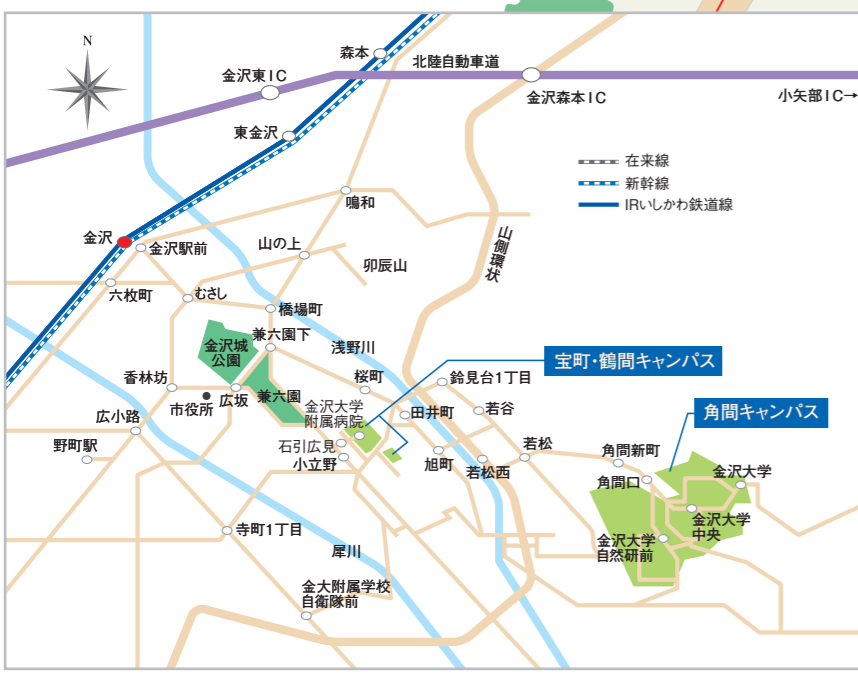 N
森本
金沢東IC
北陸自動車道
金沢森本IC
小矢部IC→
東金沢
在来線
新幹線
IRいしかわ鉄道線
鳴和
金沢
金沢駅前
山の上
卯辰山
山側環状
六枚町
むさし
橋場町
兼六園下
浅野川
金沢城
公園
宝町・鶴間キャンパス
香林坊
市役所
広坂
兼六園
桜町
鈴見台1丁目
金沢大学
附属病院
田井町
若谷
角間キャンパス
広小路
野町駅
石引広見
小立野
旭町
若松西
若松
角間新町
角間口
金沢大学
金沢大学
中央
金沢大学
自然研前
寺町1丁目
犀川
金大附属学校
自衛隊前